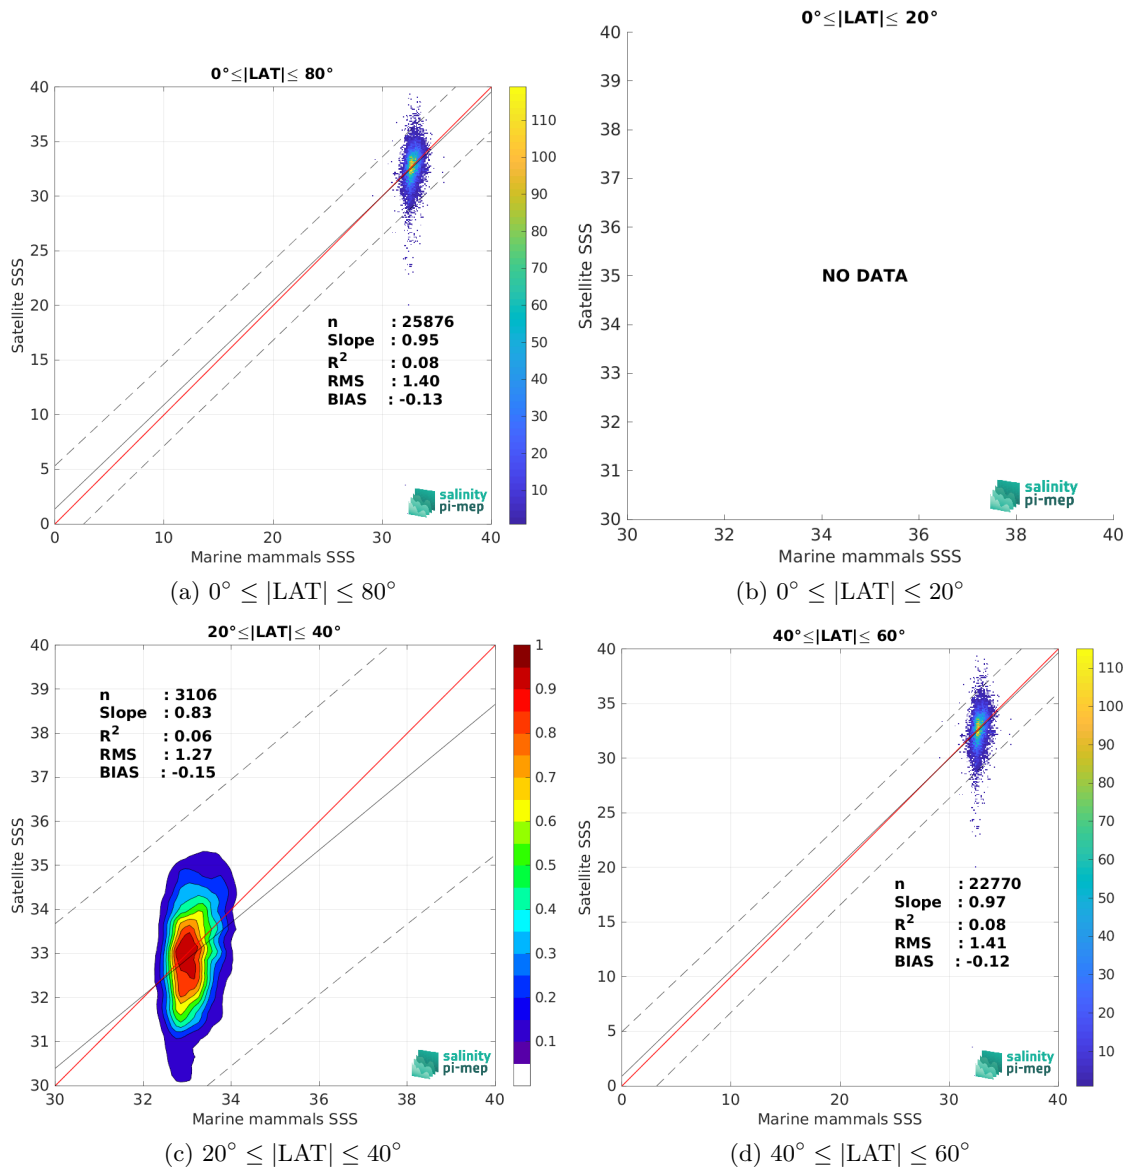 0°≤|LAT|≤ 80°
40
35
30
25
20
15
10
5
0
0
10
20
30
40
Satellite SSS
Marine mammals SSS
n : 25876
Slope : 0.95
R² : 0.08
RMS : 1.40
BIAS : -0.13
salinity
pi-mep
110
100
90
80
70
60
50
40
30
20
10
(a) 0° ≤ |LAT| ≤ 80°
0°≤|LAT|≤ 20°
40
39
38
37
36
35
34
33
32
31
30
30
32
34
36
38
40
Satellite SSS
Marine mammals SSS
NO DATA
salinity
pi-mep
(b) 0° ≤ |LAT| ≤ 20°
20°≤|LAT|≤ 40°
40
39
38
37
36
35
34
33
32
31
30
30
32
34
36
38
40
Satellite SSS
Marine mammals SSS
n : 3106
Slope : 0.83
R² : 0.06
RMS : 1.27
BIAS : -0.15
salinity
pi-mep
1
0.9
0.8
0.7
0.6
0.5
0.4
0.3
0.2
0.1
(c) 20° ≤ |LAT| ≤ 40°
40°≤|LAT|≤ 60°
40
35
30
25
20
15
10
5
0
0
10
20
30
40
Satellite SSS
Marine mammals SSS
n : 22770
Slope : 0.97
R² : 0.08
RMS : 1.41
BIAS : -0.12
salinity
pi-mep
110
100
90
80
70
60
50
40
30
20
10
(d) 40° ≤ |LAT| ≤ 60°